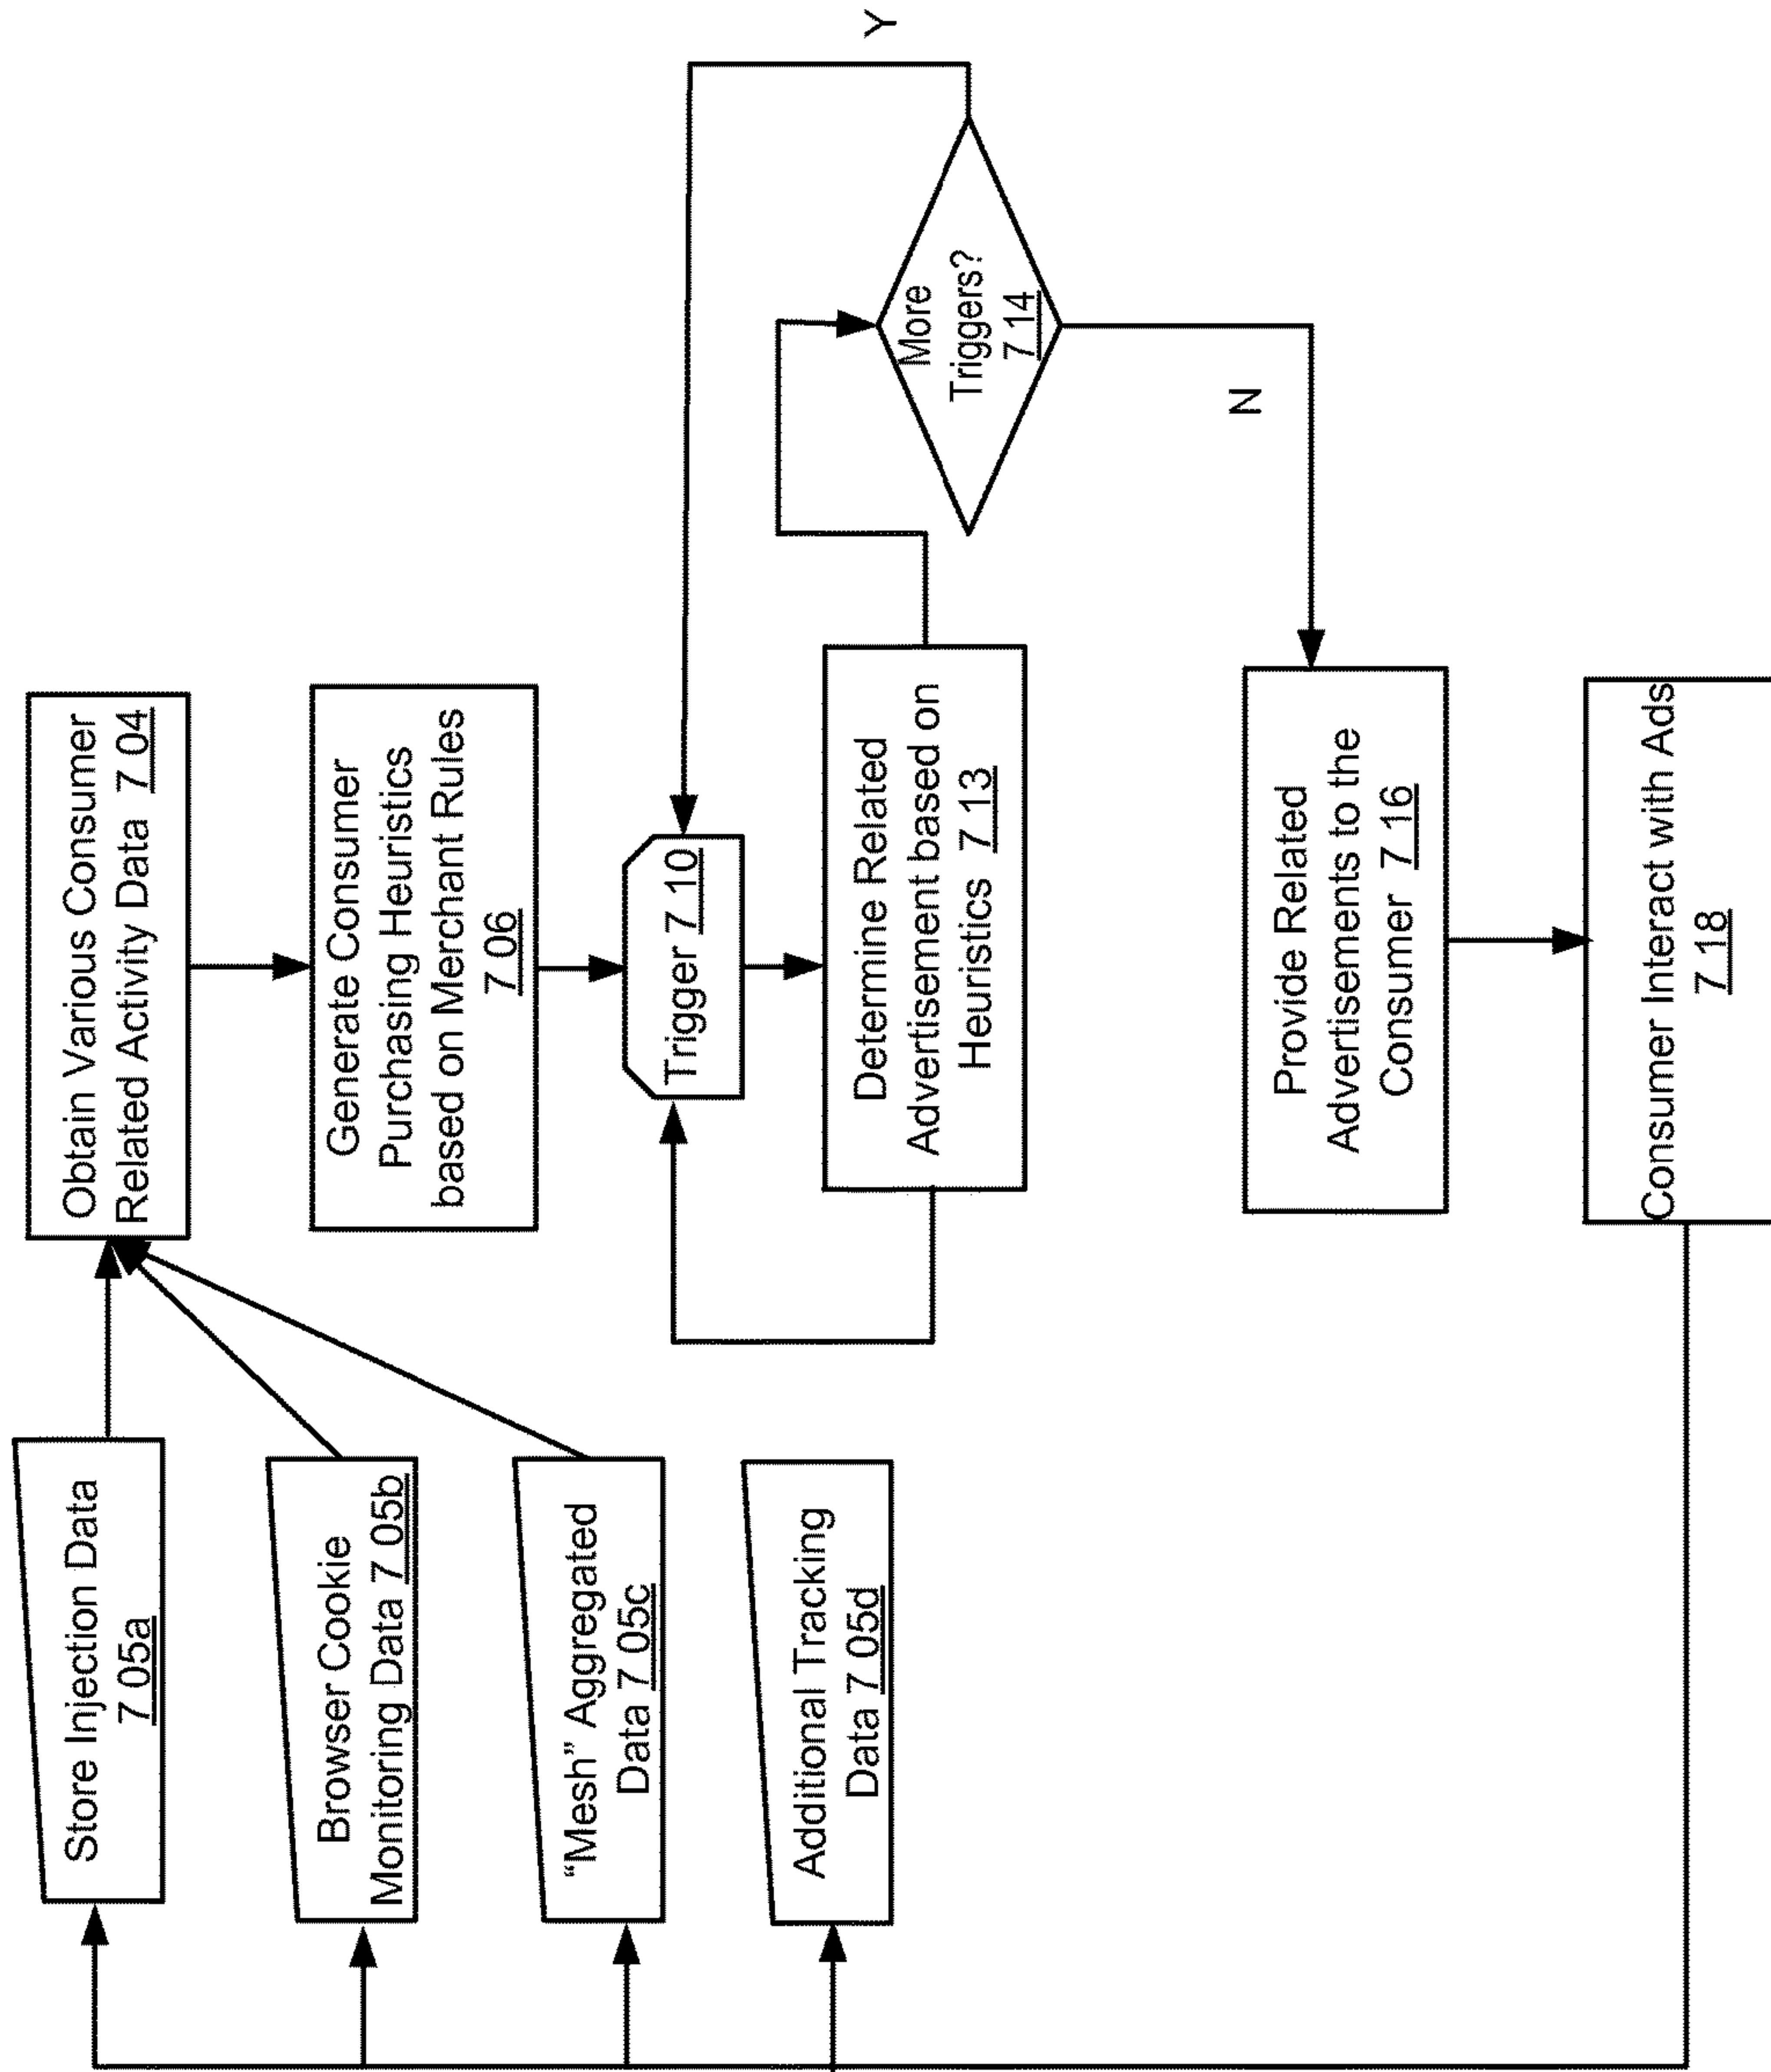 Store Injection Data
7 05a
Browser Cookie
Monitoring Data 7 05b
“Mesh” Aggregated
Data 7 05c
Additional Tracking
Data 7 05d
Obtain Various Consumer
Related Activity Data 7 04
Generate Consumer
Purchasing Heuristics
based on Merchant Rules
7 06
Trigger 7 10
Determine Related
Advertisement based on
Heuristics 7 13
More
Triggers?
7 14
Y
N
Provide Related
Advertisements to the
Consumer 7 16
Consumer Interact with Ads
7 18